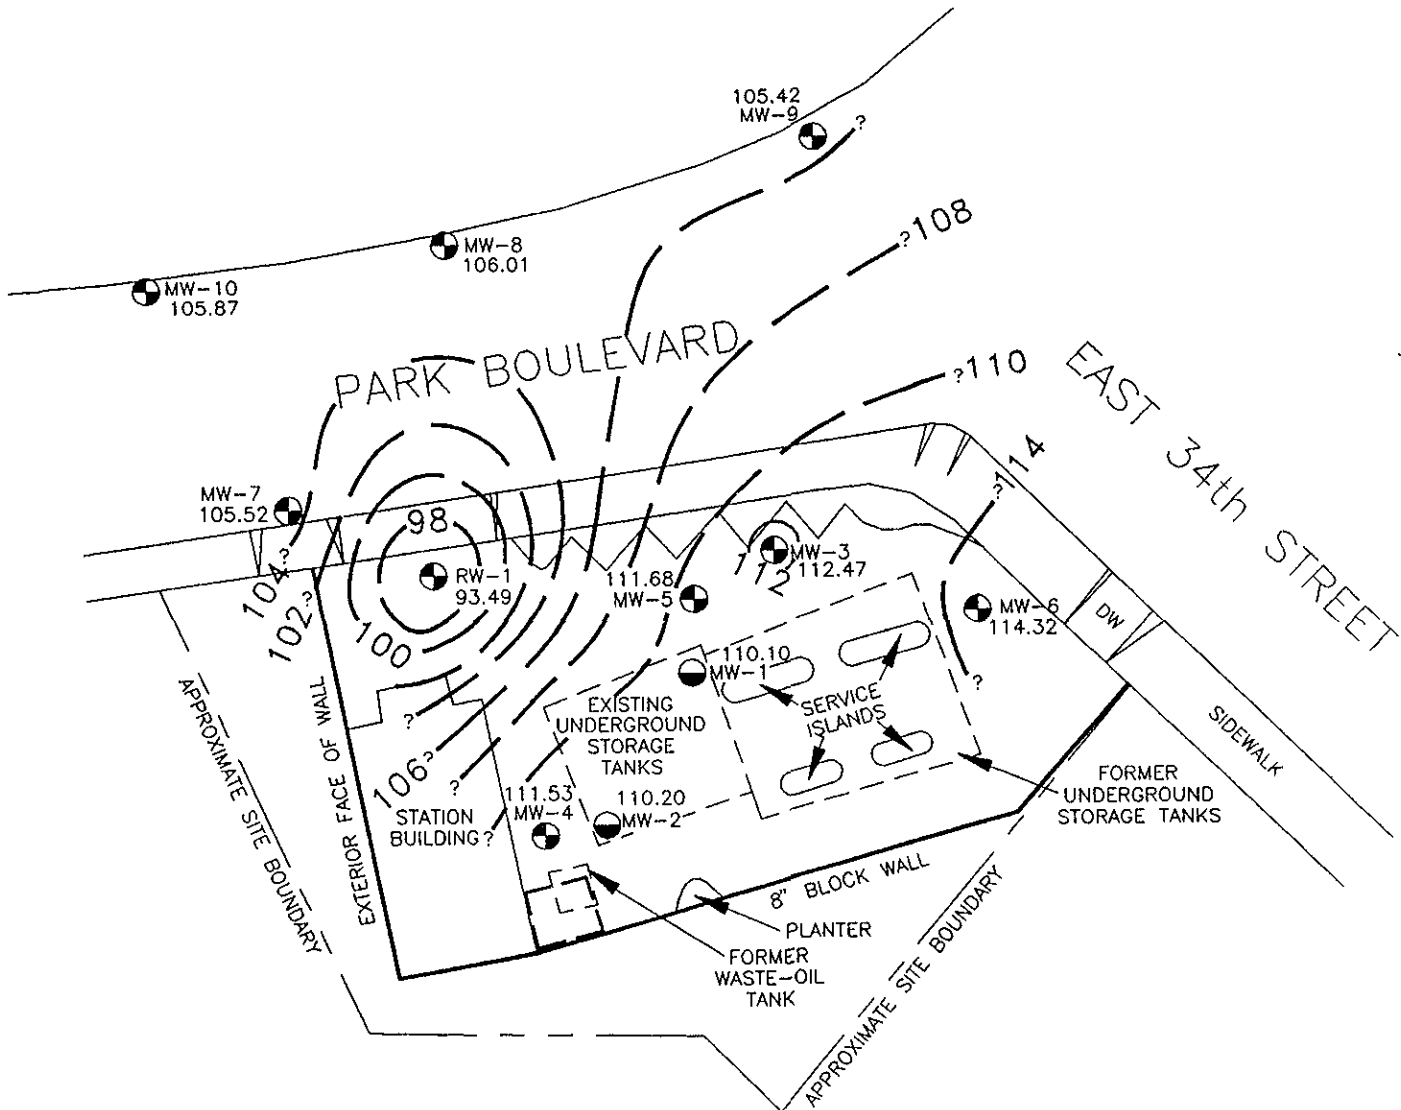 105.42
MW-9
?
?108
MW-8
106.01
MW-10
105.87
PARK BOULEVARD
?110
EAST 34th STREET
114
?
MW-7
105.52
98
?
104
?
102
RW-1
93.49
100
111.68
MW-5
MW-3
112.47
112
MW-6
114.32
DW
110.10
MW-1
?
SERVICE
ISLANDS
EXISTING
UNDERGROUND
STORAGE
TANKS
?
106?
?
STATION
BUILDING?
111.53
MW-4
110.20
MW-2
SIDEWALK
FORMER
UNDERGROUND
STORAGE TANKS
APPROXIMATE SITE BOUNDARY
EXTERIOR FACE OF WALL
8" BLOCK WALL
PLANTER
FORMER
WASTE-OIL
TANK
APPROXIMATE SITE BOUNDARY